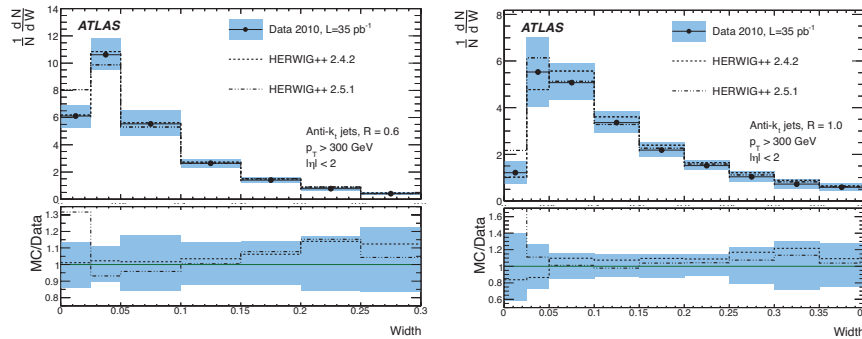 1 dN
N dW
ATLAS
Data 2010, L=35 pb⁻¹
HERWIG++ 2.4.2
HERWIG++ 2.5.1
Anti-kₜ jets, R = 0.6
pT > 300 GeV
|η| < 2
14
12
10
8
6
4
2
0
MC/Data
1.3
1.2
1.1
1
0.9
0.8
0 0.05 0.1 0.15 0.2 0.25 0.3
Width
1 dN
N dW
ATLAS
Data 2010, L=35 pb⁻¹
HERWIG++ 2.4.2
HERWIG++ 2.5.1
Anti-kₜ jets, R = 1.0
pT > 300 GeV
|η| < 2
8
6
4
2
0
MC/Data
1.6
1.4
1.2
1
0.8
0.6
0 0.05 0.1 0.15 0.2 0.25 0.3
Width